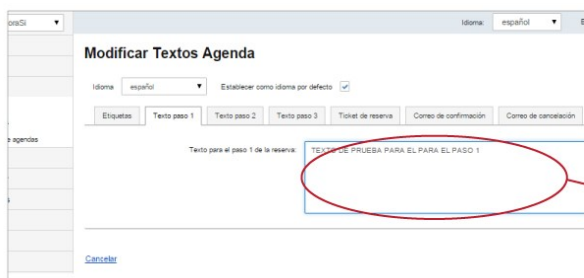 oraSi
Idioma: español
Modificar Textos Agenda
Idioma español Establecer como idioma por defecto
Etiquetas Texto paso 1 Texto paso 2 Texto paso 3 Ticket de reserva Correo de confirmación Correo de cancelación
e agendas
Texto para el paso 1 de la reserva: TEXTO DE PRUEBA PARA EL PARA EL PASO 1
Cancelar